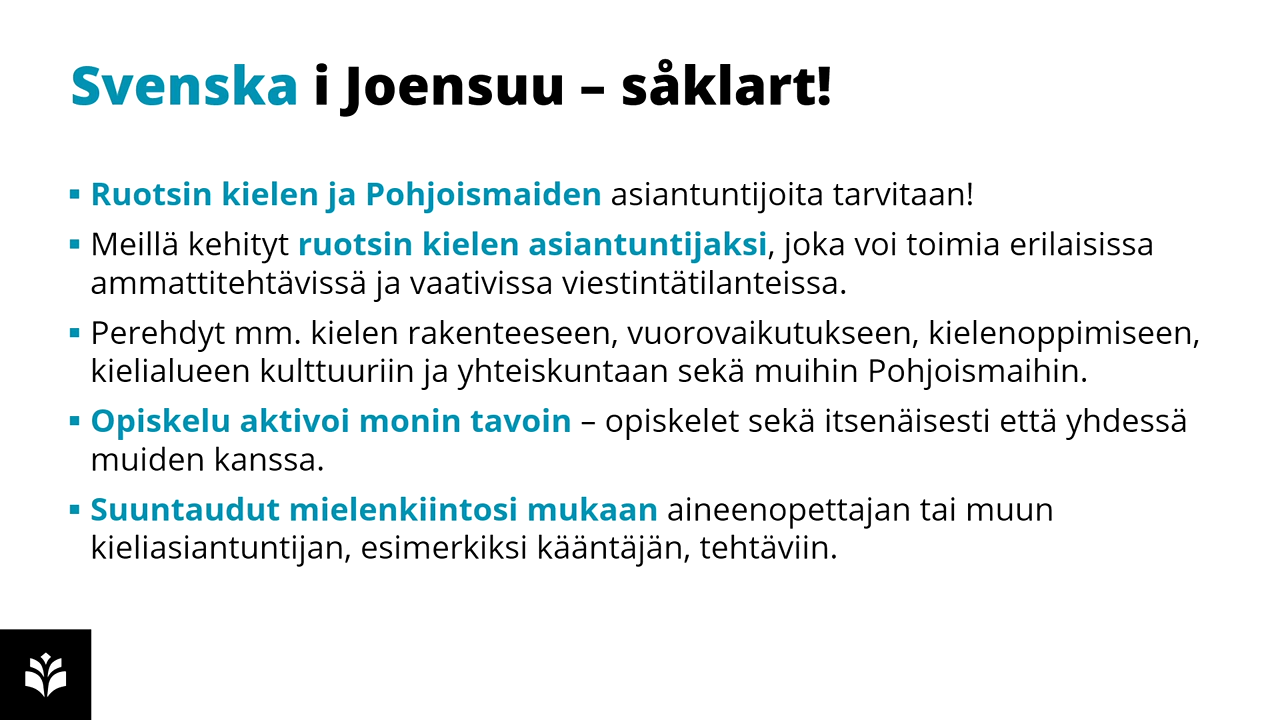 Svenska i Joensuu – såklart!
▪ Ruotsin kielen ja Pohjoismaiden asiantuntijoita tarvitaan!
▪ Meillä kehityt ruotsin kielen asiantuntijaksi, joka voi toimia erilaisissa
ammattitehtävissä ja vaativissa viestintätilanteissa.
▪ Perehdyt mm. kielen rakenteeseen, vuorovaikutukseen, kielenoppimiseen,
kielialueen kulttuuriin ja yhteiskuntaan sekä muihin Pohjoismaihin.
▪ Opiskelu aktivoi monin tavoin – opiskelet sekä itsenäisesti että yhdessä
muiden kanssa.
▪ Suuntaudut mielenkiintosi mukaan aineenopettajan tai muun
kieliasiantuntijan, esimerkiksi kääntäjän, tehtäviin.